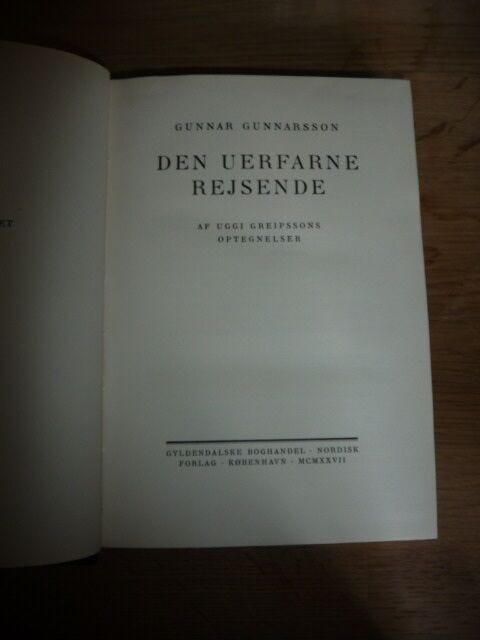 GUNNAR GUNNARSSON
DEN UERFARNE
REJSENDE
AF UGGI GREIPSSONS
OPTEGNELSER
GYLDENDALSKE BOGHANDEL · NORDISK
FORLAG · KØBENHAVN · MCMXXVII